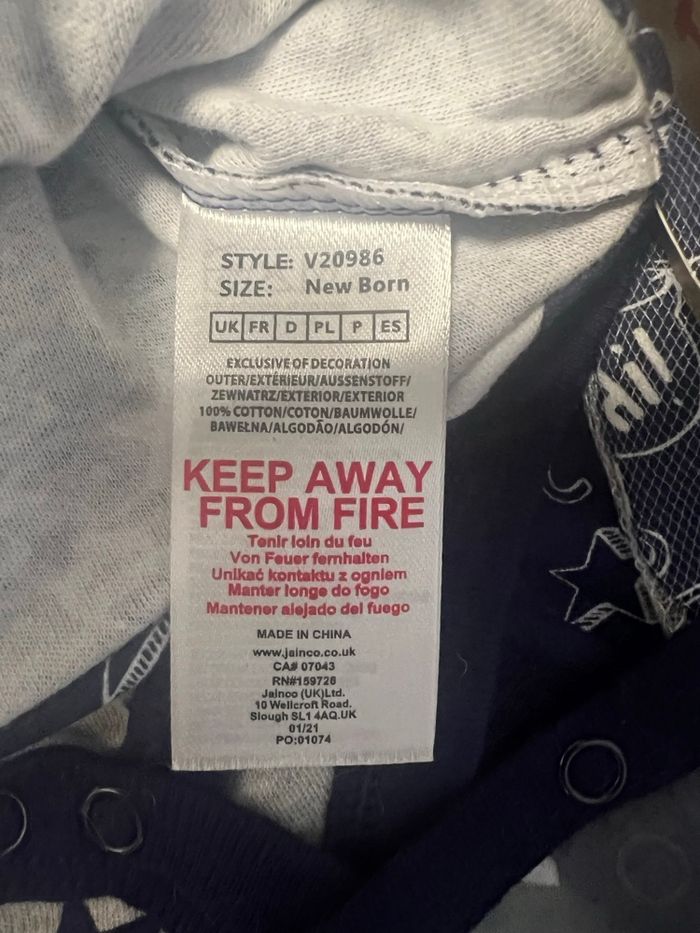 STYLE: V20986
SIZE: New Born
UK FR D PL P ES
EXCLUSIVE OF DECORATION
OUTER/EXTÉRIEUR/AUSSENSTOFF/
ZEWNATRZ/EXTERIOR/EXTERIOR
100% COTTON/COTON/BAUMWOLLE/
BAWEŁNA/ALGODÃO/ALGODÓN/
KEEP AWAY
FROM FIRE
Tenir loin du feu
Von Feuer fernhalten
Unikać kontaktu z ogniem
Manter longe do fogo
Mantener alejado del fuego
MADE IN CHINA
www.jainco.co.uk
CA# 07043
RN#159726
Jainco (UK)Ltd.
10 Wellcroft Road.
Slough SL1 4AQ.UK
01/21
PO:01074